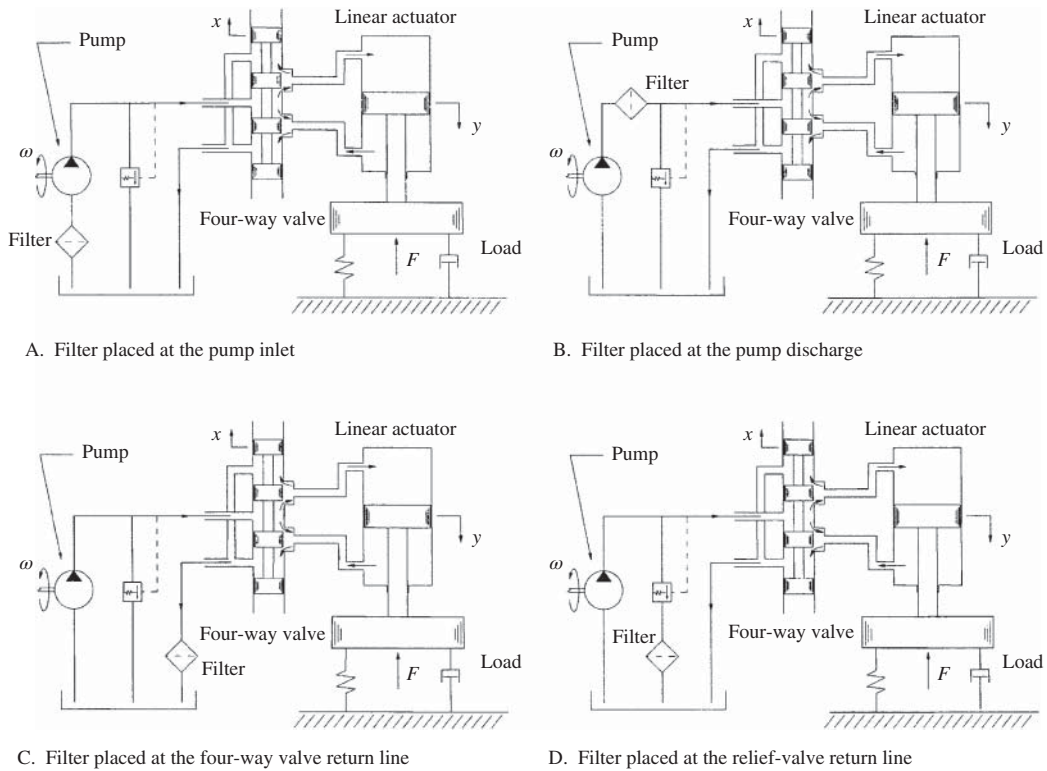 x
Linear actuator
Pump
y
ω
Four-way valve
Filter
F
Load
A. Filter placed at the pump inlet
x
Linear actuator
Pump
Filter
y
ω
Four-way valve
F
Load
B. Filter placed at the pump discharge
x
Linear actuator
Pump
y
ω
Four-way valve
Filter
F
Load
C. Filter placed at the four-way valve return line
x
Linear actuator
Pump
y
ω
Filter
Four-way valve
F
Load
D. Filter placed at the relief-valve return line